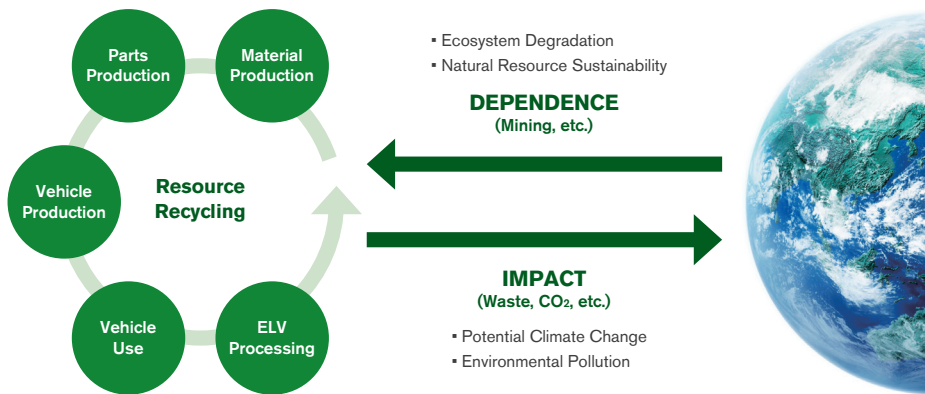 Parts
Production
Material
Production
Vehicle
Production
Resource
Recycling
Vehicle
Use
ELV
Processing
▪ Ecosystem Degradation
▪ Natural Resource Sustainability
DEPENDENCE
(Mining, etc.)
IMPACT
(Waste, CO₂, etc.)
▪ Potential Climate Change
▪ Environmental Pollution